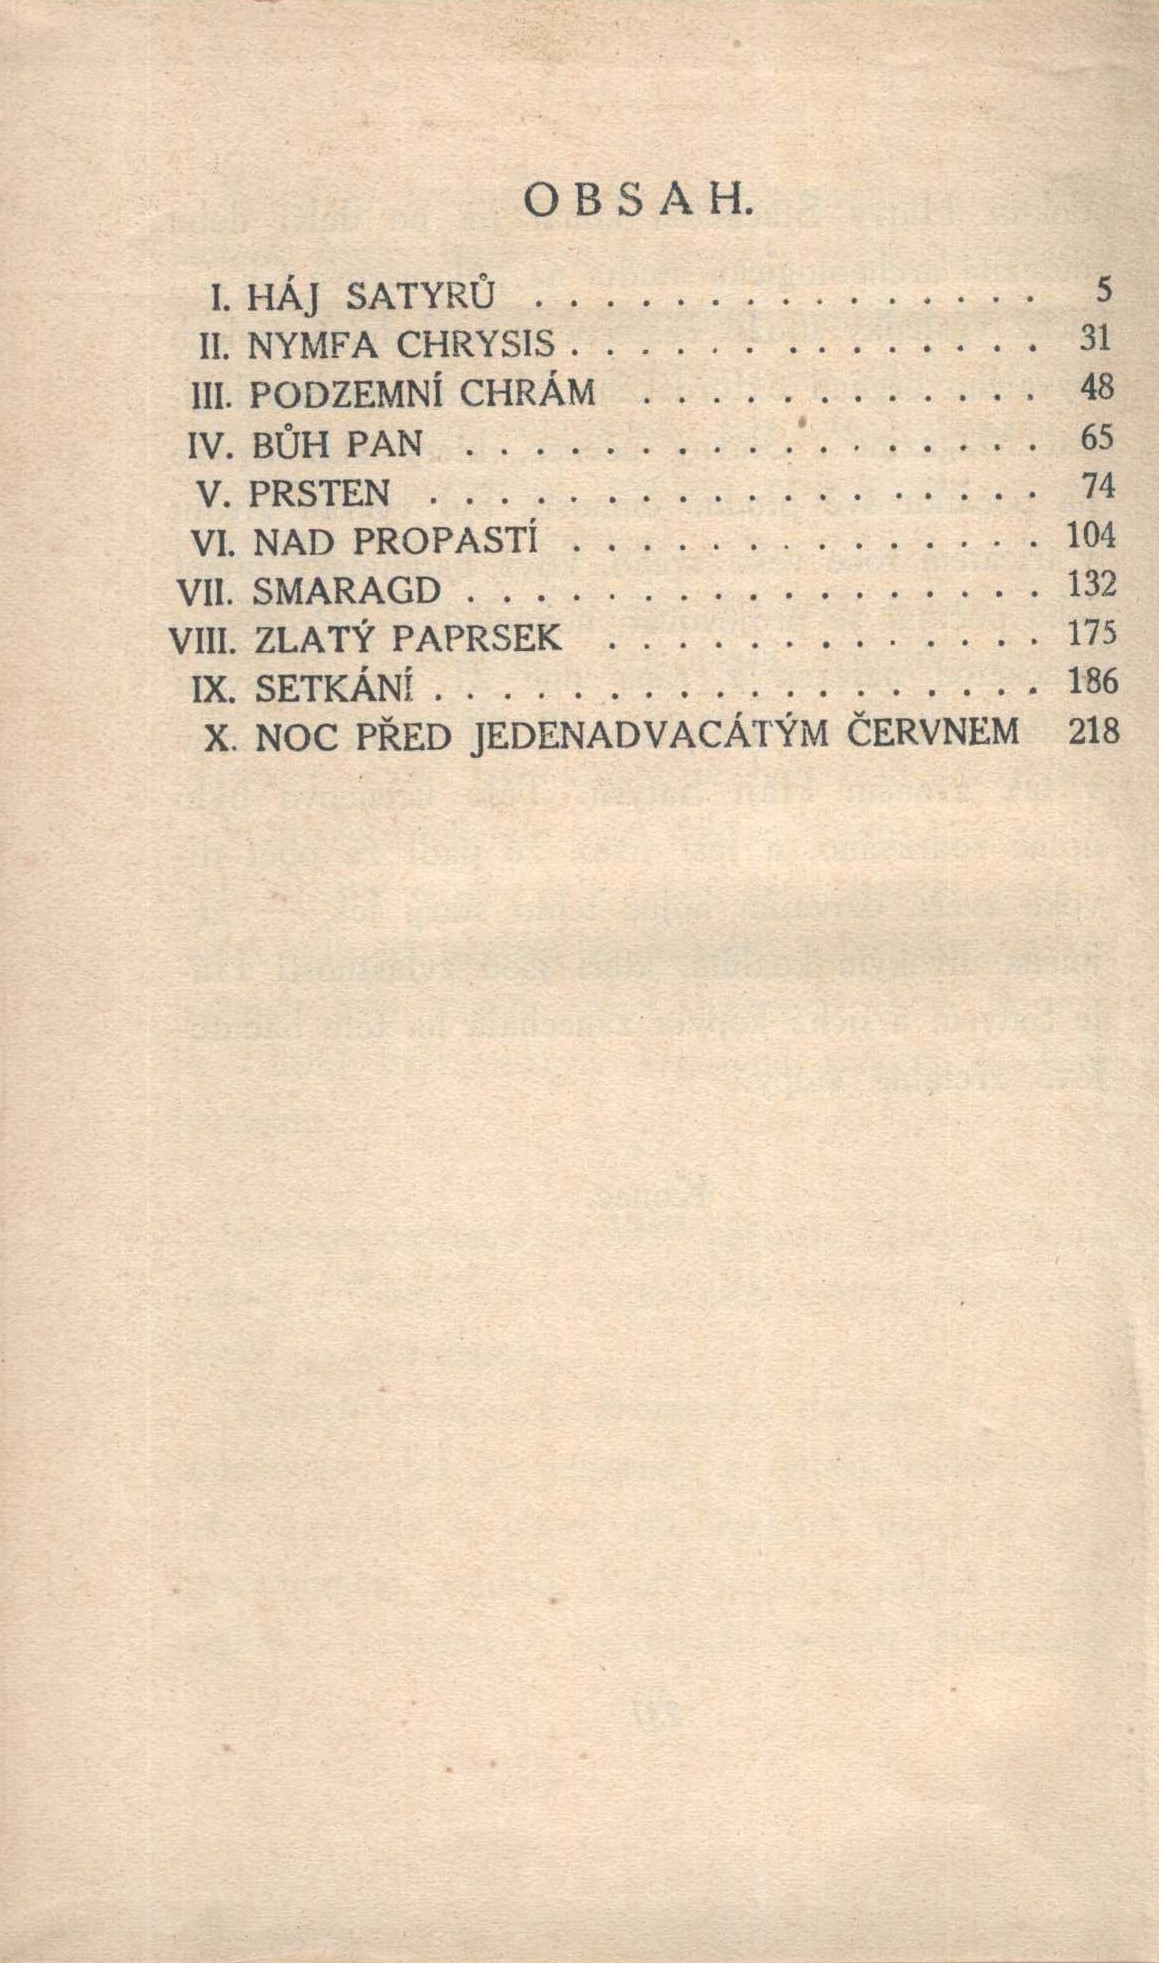 OBSAH.
I. HÁJ SATYRŮ . . . . . . . . . . . . . . . 5
II. NYMFA CHRYSIS . . . . . . . . . . . . . . 31
III. PODZEMNÍ CHRÁM . . . . . . . . . . . . 48
IV. BŮH PAN . . . . . . . . . . . . . . . . . 65
V. PRSTEN . . . . . . . . . . . . . . . . . . 74
VI. NAD PROPASTÍ . . . . . . . . . . . . . . 104
VII. SMARAGD . . . . . . . . . . . . . . . . . 132
VIII. ZLATÝ PAPRSEK . . . . . . . . . . . . . 175
IX. SETKÁNÍ . . . . . . . . . . . . . . . . . . 186
X. NOC PŘED JEDENADVACÁTÝM ČERVNEM 218